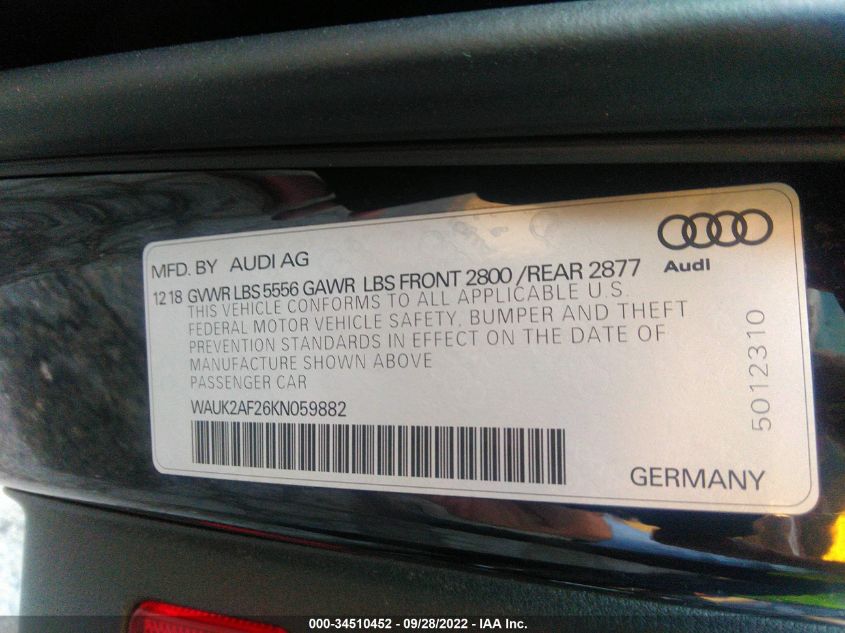 MFD. BY AUDI AG
Audi
12 18 GVWR LBS 5556 GAWR LBS FRONT 2800 /REAR 2877
THIS VEHICLE CONFORMS TO ALL APPLICABLE U.S.
FEDERAL MOTOR VEHICLE SAFETY, BUMPER AND THEFT
PREVENTION STANDARDS IN EFFECT ON THE DATE OF
MANUFACTURE SHOWN ABOVE
PASSENGER CAR
WAUK2AF26KN059882
5012310
GERMANY
000-34510452 - 09/28/2022 - IAA Inc.